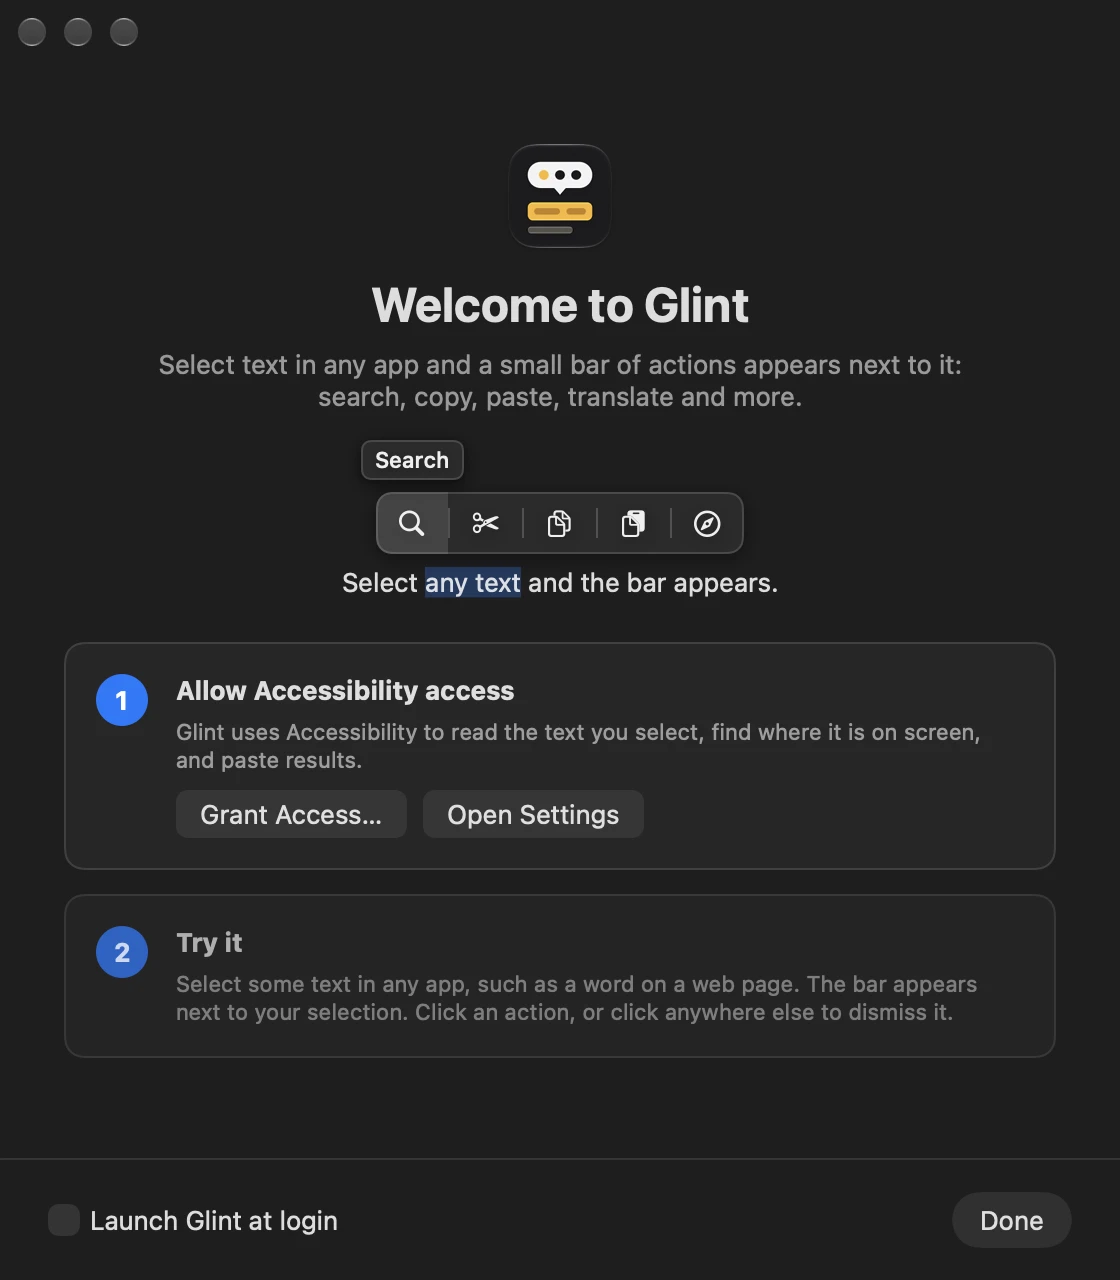 Welcome to Glint
Select text in any app and a small bar of actions appears next to it:
search, copy, paste, translate and more.
Search
Select any text and the bar appears.
1
Allow Accessibility access
Glint uses Accessibility to read the text you select, find where it is on screen,
and paste results.
Grant Access...
Open Settings
2
Try it
Select some text in any app, such as a word on a web page. The bar appears
next to your selection. Click an action, or click anywhere else to dismiss it.
Launch Glint at login
Done